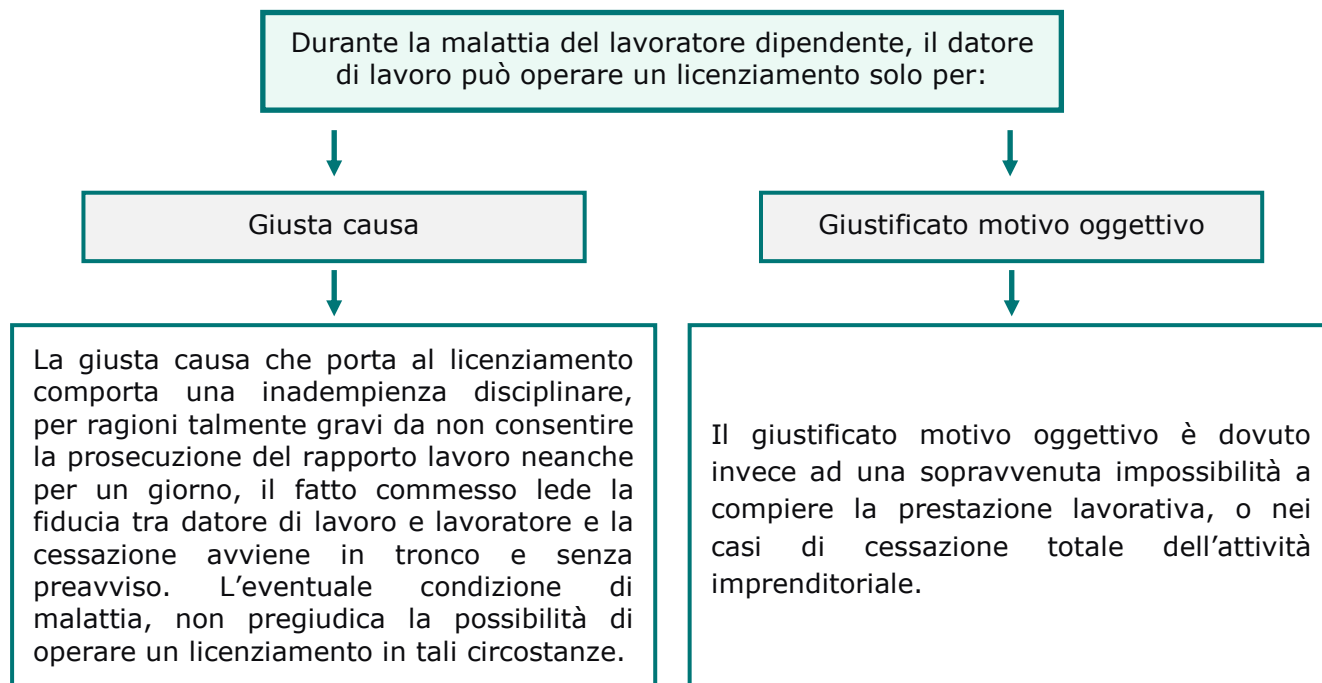 Durante la malattia del lavoratore dipendente, il datore
di lavoro può operare un licenziamento solo per:
Giusta causa
Giustificato motivo oggettivo
La giusta causa che porta al licenziamento
comporta una inadempienza disciplinare,
per ragioni talmente gravi da non consentire
la prosecuzione del rapporto lavoro neanche
per un giorno, il fatto commesso lede la
fiducia tra datore di lavoro e lavoratore e la
cessazione avviene in tronco e senza
preavviso. L’eventuale condizione di
malattia, non pregiudica la possibilità di
operare un licenziamento in tali circostanze.
Il giustificato motivo oggettivo è dovuto
invece ad una sopravvenuta impossibilità a
compiere la prestazione lavorativa, o nei
casi di cessazione totale dell’attività
imprenditoriale.